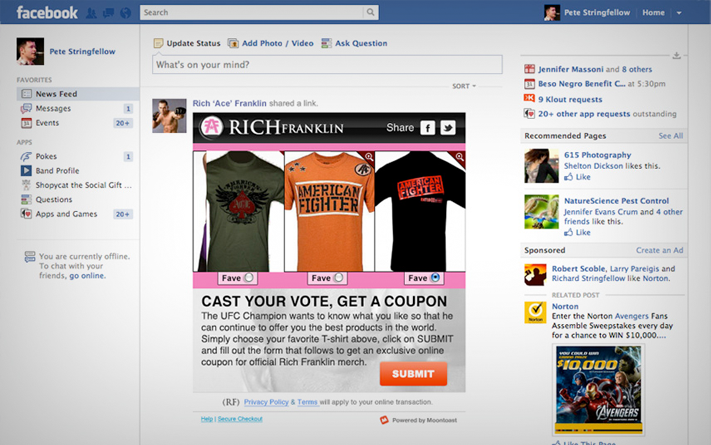 facebook
Search
Pete Stringfellow
Home
Pete Stringfellow
FAVORITES
News Feed
Messages 1
Events 20+
APPS
Pokes 1
Band Profile
Shopycat the Social Gift ...
Questions
Apps and Games 20+
You are currently offline.
To chat with your
friends, go online.
Update Status
Add Photo / Video
Ask Question
What's on your mind?
SORT
Rich 'Ace' Franklin shared a link.
RICH FRANKLIN
Share
AMERICAN
FIGHTER
AMERICAN
FIGHTER
Fave
Fave
Fave
CAST YOUR VOTE, GET A COUPON
The UFC Champion wants to know what you like so that he
can continue to offer you the best products in the world.
Simply choose your favorite T-shirt above, click on SUBMIT
and fill out the form that follows to get an exclusive online
coupon for official Rich Franklin merch.
SUBMIT
(RF) Privacy Policy & Terms will apply to your online transaction.
Help | Secure Checkout
Powered by Moontoast
Jennifer Massoni and 8 others
Beso Negro Benefit C... at 5:30pm
9 Klout requests
20+ other app requests outstanding
Recommended Pages
See All
615 Photography
Shelton Dickson likes this.
Like
NatureScience Pest Control
Jennifer Evans Crum and 4 other
friends like this.
Like
Sponsored
Create an Ad
Robert Scoble, Larry Pareigis and
Richard Stringfellow like Norton.
RELATED POST
Norton
Enter the Norton Avengers Fans
Assemble Sweepstakes every day
for a chance to WIN $10,000....
YOU COULD WIN
$10,000
AVENGERS
Like This Page